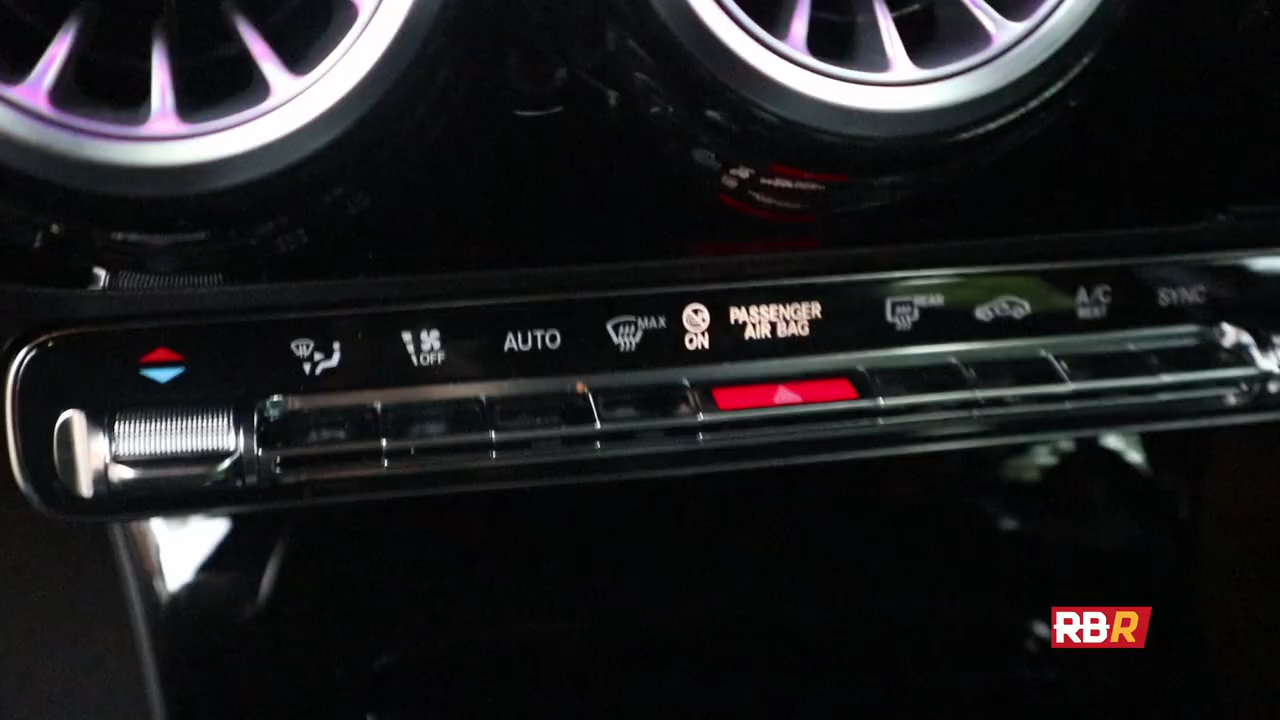 OFF
AUTO
MAX
ON
PASSENGER
AIR BAG
REAR
A/C
REST
SYNC
RBR